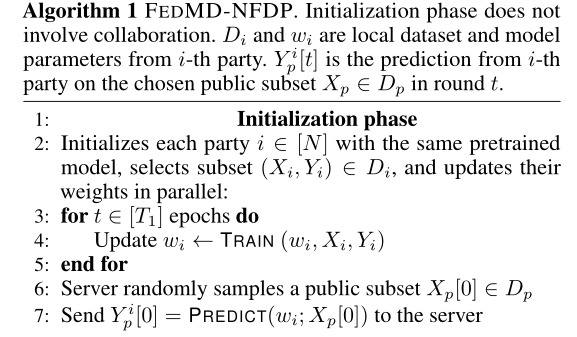 Algorithm 1 FEDMD-NFDP. Initialization phase does not
involve collaboration. $D_i$ and $w_i$ are local dataset and model
parameters from $i$-th party. $Y_p^i[t]$ is the prediction from $i$-th
party on the chosen public subset $X_p \in D_p$ in round $t$.
1: Initialization phase
2: Initializes each party $i \in [N]$ with the same pretrained
model, selects subset $(X_i, Y_i) \in D_i$, and updates their
weights in parallel:
3: for $t \in [T_1]$ epochs do
4: Update $w_i \leftarrow$ TRAIN $(w_i, X_i, Y_i)$
5: end for
6: Server randomly samples a public subset $X_p[0] \in D_p$
7: Send $Y_p^i[0] =$ PREDICT$(w_i; X_p[0])$ to the server